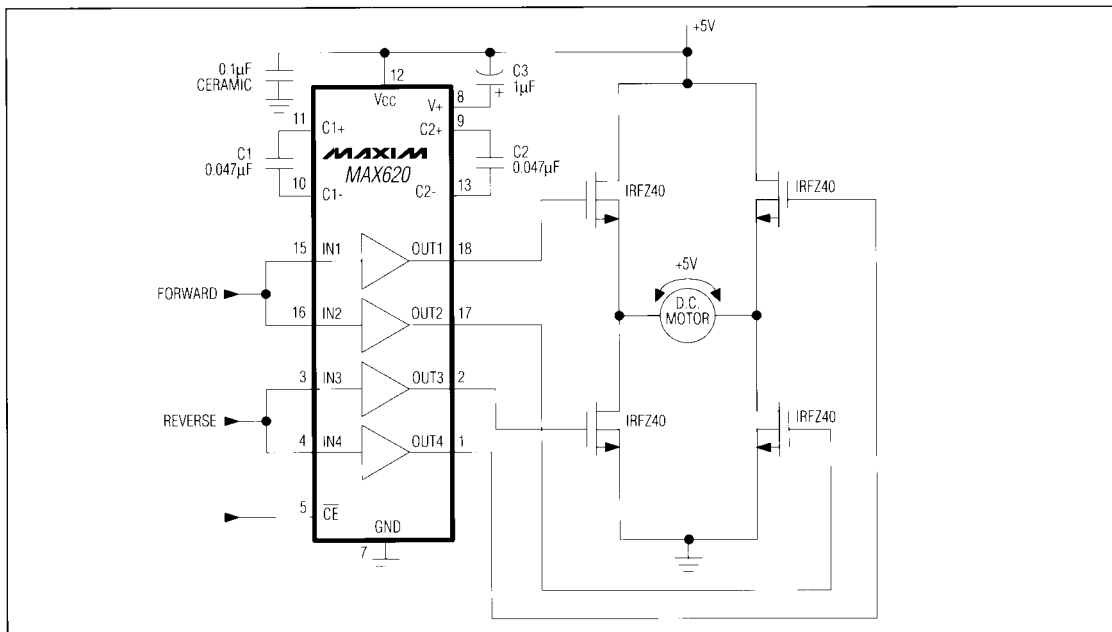 +5V
0.1µF
CERAMIC
12
VCC
C3
1µF
+
V+
8
11
C1+
C2+
9
C1
0.047µF
MAXIM
MAX620
C2
0.047µF
10
C1-
C2-
13
IRFZ40
IRFZ40
15
IN1
OUT1
18
+5V
FORWARD
D.C.
MOTOR
16
IN2
OUT2
17
3
IN3
OUT3
2
REVERSE
IRFZ40
IRFZ40
4
IN4
OUT4
1
5
CE
GND
7